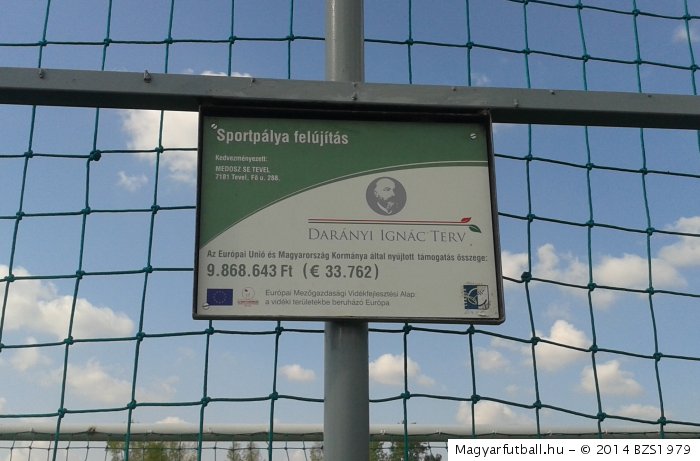 Sportpálya felújítás
Kedvezményezett:
MEDOSZ SE TEVEL
7181 Tevel, Fő u. 288.
DARÁNYI IGNÁC TERV
Az Európai Unió és Magyarország Kormánya által nyújtott támogatás összege:
9.868.643 Ft (€ 33.762)
Európai Mezőgazdasági Vidékfejlesztési Alap
a vidéki területekbe beruházó Európa
Magyarfutball.hu - © 2014 BZS1979